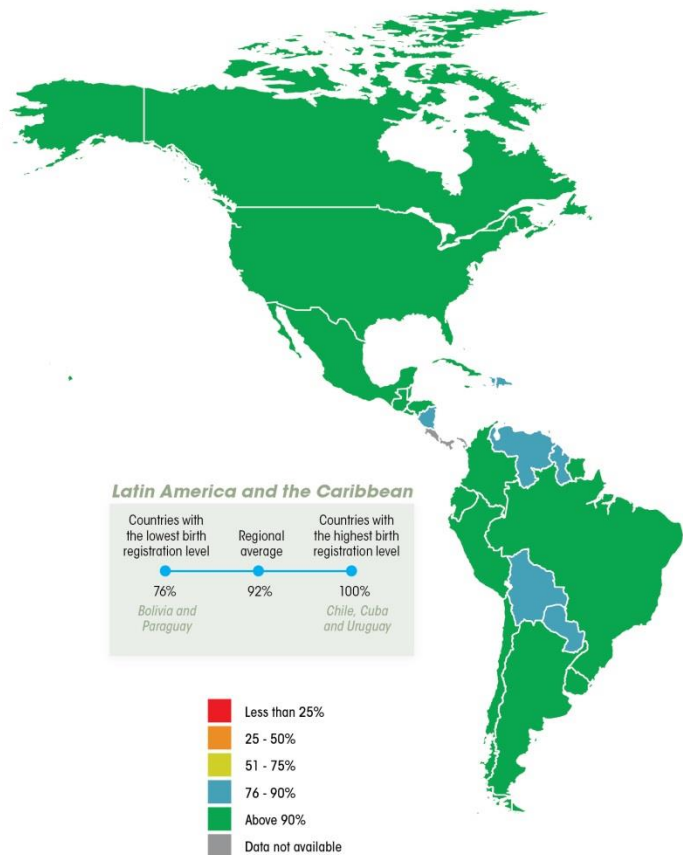 Latin America and the Caribbean
Countries with
the lowest birth
registration level
Regional
average
Countries with
the highest birth
registration level
76%
92%
100%
Bolivia and
Paraguay
Chile, Cuba
and Uruguay
Less than 25%
25 - 50%
51 - 75%
76 - 90%
Above 90%
Data not available